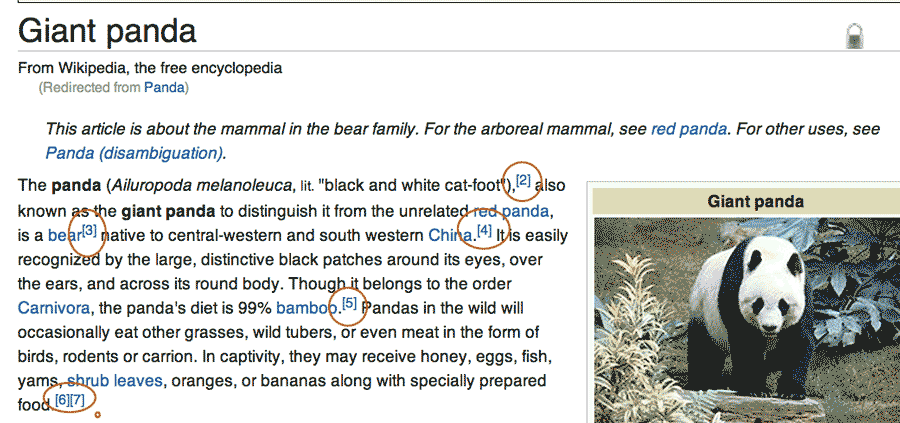 Giant panda
From Wikipedia, the free encyclopedia
(Redirected from Panda)
This article is about the mammal in the bear family. For the arboreal mammal, see red panda. For other uses, see
Panda (disambiguation).
The panda (Ailuropoda melanoleuca, lit. "black and white cat-foot"),[2] also
known as the giant panda to distinguish it from the unrelated red panda,
is a bear[3] native to central-western and south western China.[4] It is easily
recognized by the large, distinctive black patches around its eyes, over
the ears, and across its round body. Though it belongs to the order
Carnivora, the panda's diet is 99% bamboo.[5] Pandas in the wild will
occasionally eat other grasses, wild tubers, or even meat in the form of
birds, rodents or carrion. In captivity, they may receive honey, eggs, fish,
yams, shrub leaves, oranges, or bananas along with specially prepared
food.[6][7]
Giant panda